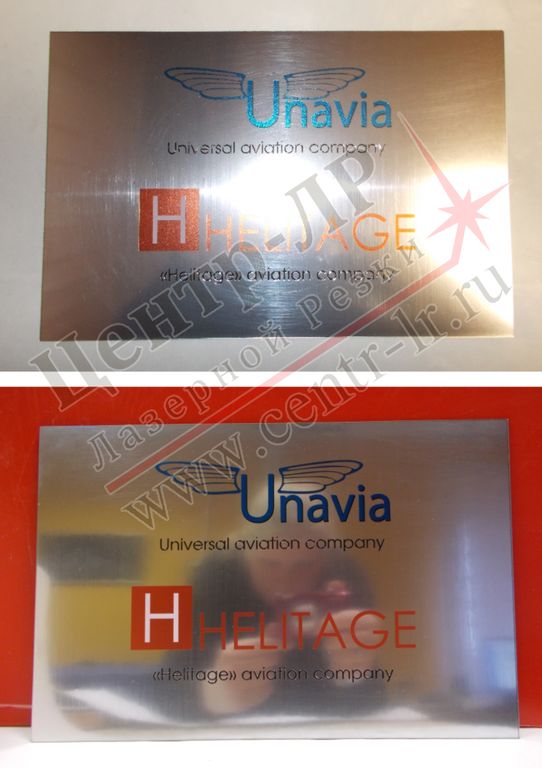 Unavia
Universal aviation company
H HELITAGE
«Helitage» aviation company
Центр-ЛР
Лазерной Резки
www.centr-lr.ru
Unavia
Universal aviation company
H HELITAGE
«Helitage» aviation company